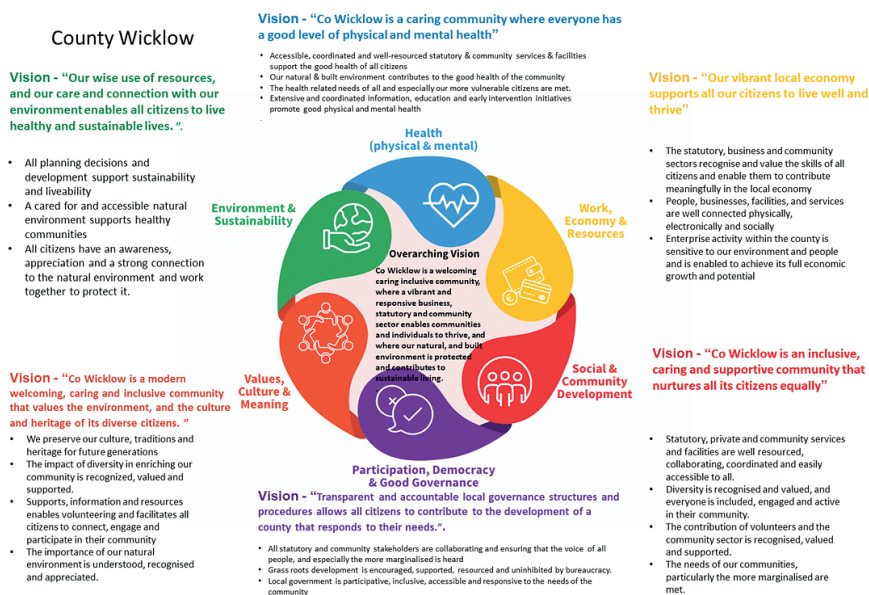 County Wicklow
Vision - “Co Wicklow is a caring community where everyone has
a good level of physical and mental health”
• Accessible, coordinated and well-resourced statutory & community services & facilities
support the good health of all citizens
• Our natural & built environment contributes to the good health of the community
• The health related needs of all and especially our more vulnerable citizens are met.
• Extensive and coordinated information, education and early intervention initiatives
promote good physical and mental health
.
Vision - “Our wise use of resources,
and our care and connection with our
environment enables all citizens to live
healthy and sustainable lives. ”.
• All planning decisions and
development support sustainability
and liveability
• A cared for and accessible natural
environment supports healthy
communities
• All citizens have an awareness,
appreciation and a strong connection
to the natural environment and work
together to protect it.
Vision - “Our vibrant local economy
supports all our citizens to live well and
thrive”
• The statutory, business and community
sectors recognise and value the skills of all
citizens and enable them to contribute
meaningfully in the local economy
• People, businesses, facilities, and services
are well connected physically,
electronically and socially
• Enterprise activity within the county is
sensitive to our environment and people
and is enabled to achieve its full economic
growth and potential
Health
(physical & mental)
Environment &
Sustainability
Work,
Economy &
Resources
Overarching Vision
Co Wicklow is a welcoming
caring inclusive community,
where a vibrant and
responsive business,
statutory and community
sector enables communities
and individuals to thrive, and
where our natural, and built
environment is protected
and contributes to
sustainable living.
Values,
Culture &
Meaning
Social &
Community
Development
Participation, Democracy
& Good Governance
Vision - “Co Wicklow is a modern
welcoming, caring and inclusive community
that values the environment, and the culture
and heritage of its diverse citizens. ”
• We preserve our culture, traditions and
heritage for future generations
• The impact of diversity in enriching our
community is recognized, valued and
supported.
• Supports, information and resources
enables volunteering and facilitates all
citizens to connect, engage and
participate in their community
• The importance of our natural
environment is understood, recognised
and appreciated.
Vision - “Transparent and accountable local governance structures and
procedures allows all citizens to contribute to the development of a
county that responds to their needs.”.
• All statutory and community stakeholders are collaborating and ensuring that the voice of all
people, and especially the more marginalised is heard
• Grass roots development is encouraged, supported, resourced and uninhibited by bureaucracy.
• Local government is participative, inclusive, accessible and responsive to the needs of the
community
Vision - “Co Wicklow is an inclusive,
caring and supportive community that
nurtures all its citizens equally”
• Statutory, private and community services
and facilities are well resourced,
collaborating, coordinated and easily
accessible to all.
• Diversity is recognised and valued, and
everyone is included, engaged and active
in their community.
• The contribution of volunteers and the
community sector is recognised, valued
and supported.
• The needs of our communities,
particularly the more marginalised are
met.